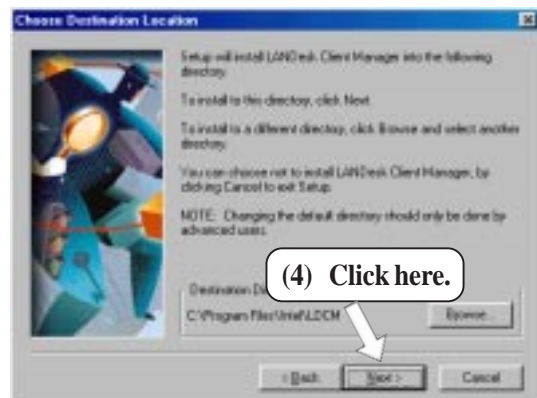 Choose Destination Location
Setup will install LANDesk Client Manager into the following
directory.
To install to this directory, click Next.
To install to a different directory, click Browse and select another
directory.
You can choose not to install LANDesk Client Manager, by
clicking Cancel to exit Setup.
NOTE: Changing the default directory should only be done by
advanced users.
(4) Click here.
Destination Di
C:\Program Files\Intel\LDCM
Browse...
< Back
Next >
Cancel